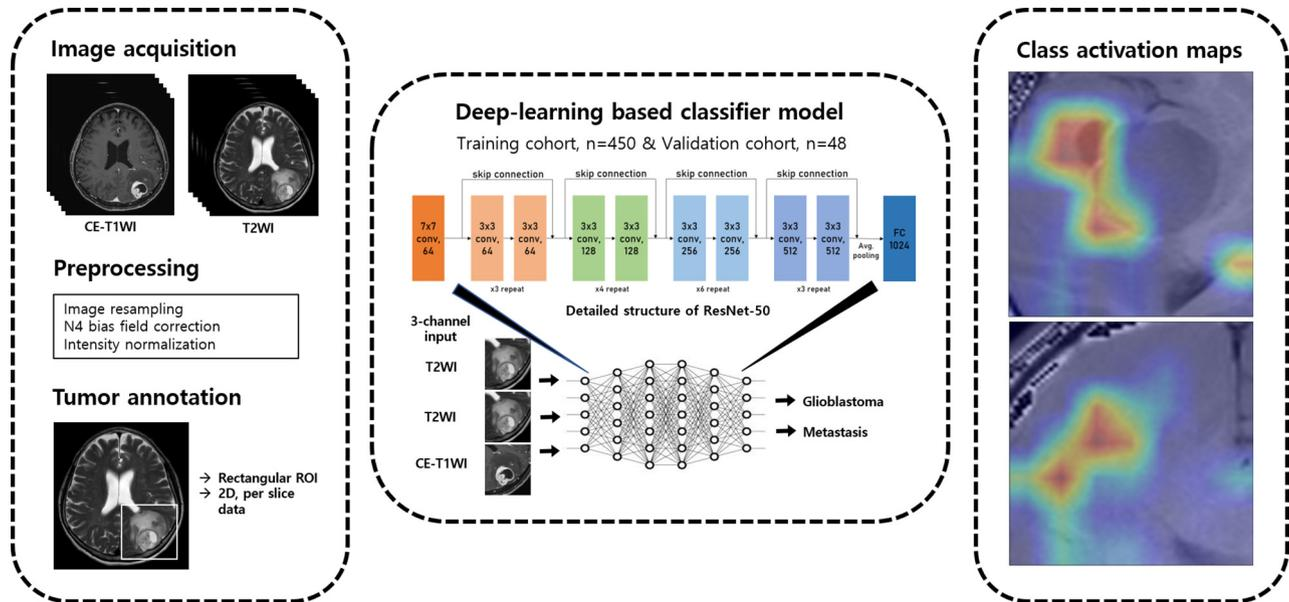 Image acquisition
CE-T1WI
T2WI
Preprocessing
Image resampling
N4 bias field correction
Intensity normalization
Tumor annotation
→ Rectangular ROI
→ 2D, per slice
data
Deep-learning based classifier model
Training cohort, n=450 & Validation cohort, n=48
skip connection
skip connection
skip connection
skip connection
7x7
conv,
64
3x3
conv,
64
3x3
conv,
64
3x3
conv,
128
3x3
conv,
128
3x3
conv,
256
3x3
conv,
256
3x3
conv,
512
3x3
conv,
512
Avg.
pooling
FC
1024
x3 repeat
x4 repeat
x6 repeat
x3 repeat
Detailed structure of ResNet-50
3-channel
input
T2WI
T2WI
CE-T1WI
Glioblastoma
Metastasis
Class activation maps